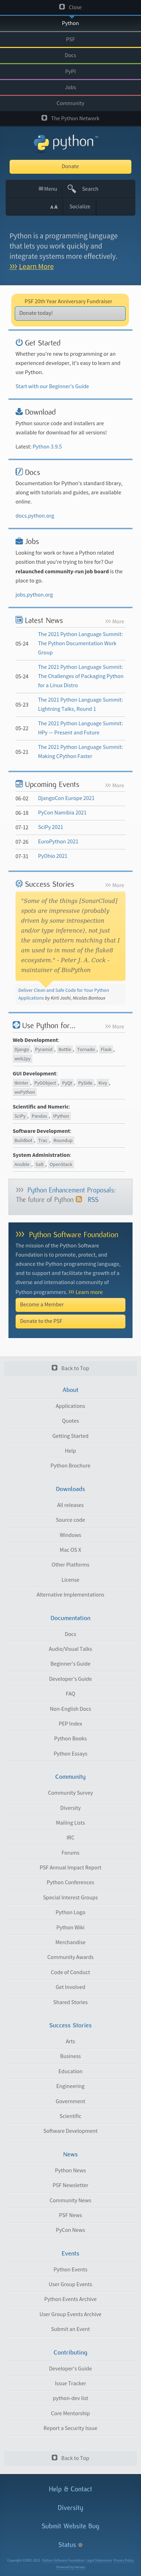 Close
Python
PSF
Docs
PyPI
Jobs
Community
The Python Network
python™
Donate
Menu
Search
A A
Socialize
Python is a programming language
that lets you work quickly and
integrate systems more effectively.
>>> Learn More
PSF 20th Year Anniversary Fundraiser
Donate today!
Get Started
Whether you're new to programming or an
experienced developer, it's easy to learn and
use Python.
Start with our Beginner's Guide
Download
Python source code and installers are
available for download for all versions!
Latest: Python 3.9.5
Docs
Documentation for Python's standard library,
along with tutorials and guides, are available
online.
docs.python.org
Jobs
Looking for work or have a Python related
position that you're trying to hire for? Our
relaunched community-run job board is the
place to go.
jobs.python.org
Latest News
>>> More
05-24
The 2021 Python Language Summit:
The Python Documentation Work
Group
05-24
The 2021 Python Language Summit:
The Challenges of Packaging Python
for a Linux Distro
05-23
The 2021 Python Language Summit:
Lightning Talks, Round 1
05-22
The 2021 Python Language Summit:
HPy — Present and Future
05-21
The 2021 Python Language Summit:
Making CPython Faster
Upcoming Events
>>> More
06-02 DjangoCon Europe 2021
06-18 PyCon Namibia 2021
07-12 SciPy 2021
07-26 EuroPython 2021
07-31 PyOhio 2021
Success Stories
>>> More
"Some of the things [SonarCloud]
does are impressive (probably
driven by some introspection
and/or type inference), not just
the simple pattern matching that I
am used to in most of the flake8
ecosystem." - Peter J. A. Cock -
maintainer of BioPython
Deliver Clean and Safe Code for Your Python
Applications by Kirti Joshi, Nicolas Bontoux
Use Python for…
>>> More
Web Development:
Django , Pyramid , Bottle , Tornado , Flask ,
web2py
GUI Development:
tkInter , PyGObject , PyQt , PySide , Kivy ,
wxPython
Scientific and Numeric:
SciPy , Pandas , IPython
Software Development:
Buildbot , Trac , Roundup
System Administration:
Ansible , Salt , OpenStack
>>> Python Enhancement Proposals:
The future of Python RSS
>>> Python Software Foundation
The mission of the Python Software
Foundation is to promote, protect, and
advance the Python programming language,
and to support and facilitate the growth of a
diverse and international community of
Python programmers. >>> Learn more
Become a Member
Donate to the PSF
Back to Top
About
Applications
Quotes
Getting Started
Help
Python Brochure
Downloads
All releases
Source code
Windows
Mac OS X
Other Platforms
License
Alternative Implementations
Documentation
Docs
Audio/Visual Talks
Beginner's Guide
Developer's Guide
FAQ
Non-English Docs
PEP Index
Python Books
Python Essays
Community
Community Survey
Diversity
Mailing Lists
IRC
Forums
PSF Annual Impact Report
Python Conferences
Special Interest Groups
Python Logo
Python Wiki
Merchandise
Community Awards
Code of Conduct
Get Involved
Shared Stories
Success Stories
Arts
Business
Education
Engineering
Government
Scientific
Software Development
News
Python News
PSF Newsletter
Community News
PSF News
PyCon News
Events
Python Events
User Group Events
Python Events Archive
User Group Events Archive
Submit an Event
Contributing
Developer's Guide
Issue Tracker
python-dev list
Core Mentorship
Report a Security Issue
Back to Top
Help & Contact
Diversity
Submit Website Bug
Status
Copyright ©2001-2021. Python Software Foundation Legal Statements Privacy Policy
Powered by Heroku